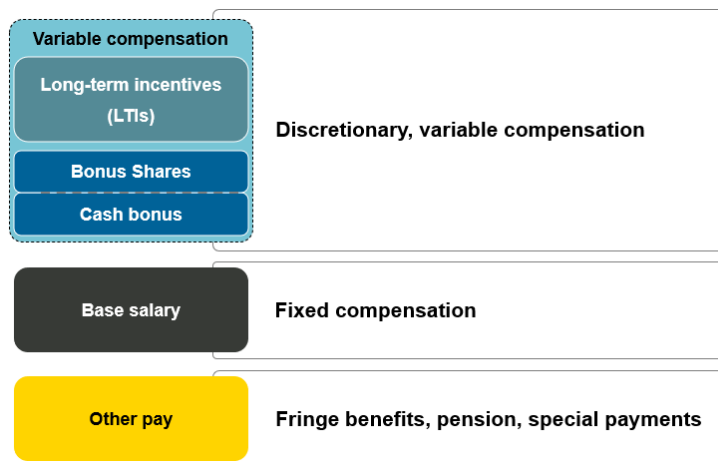 Variable compensation
Long-term incentives
(LTIs)
Discretionary, variable compensation
Bonus Shares
Cash bonus
Base salary
Fixed compensation
Other pay
Fringe benefits, pension, special payments